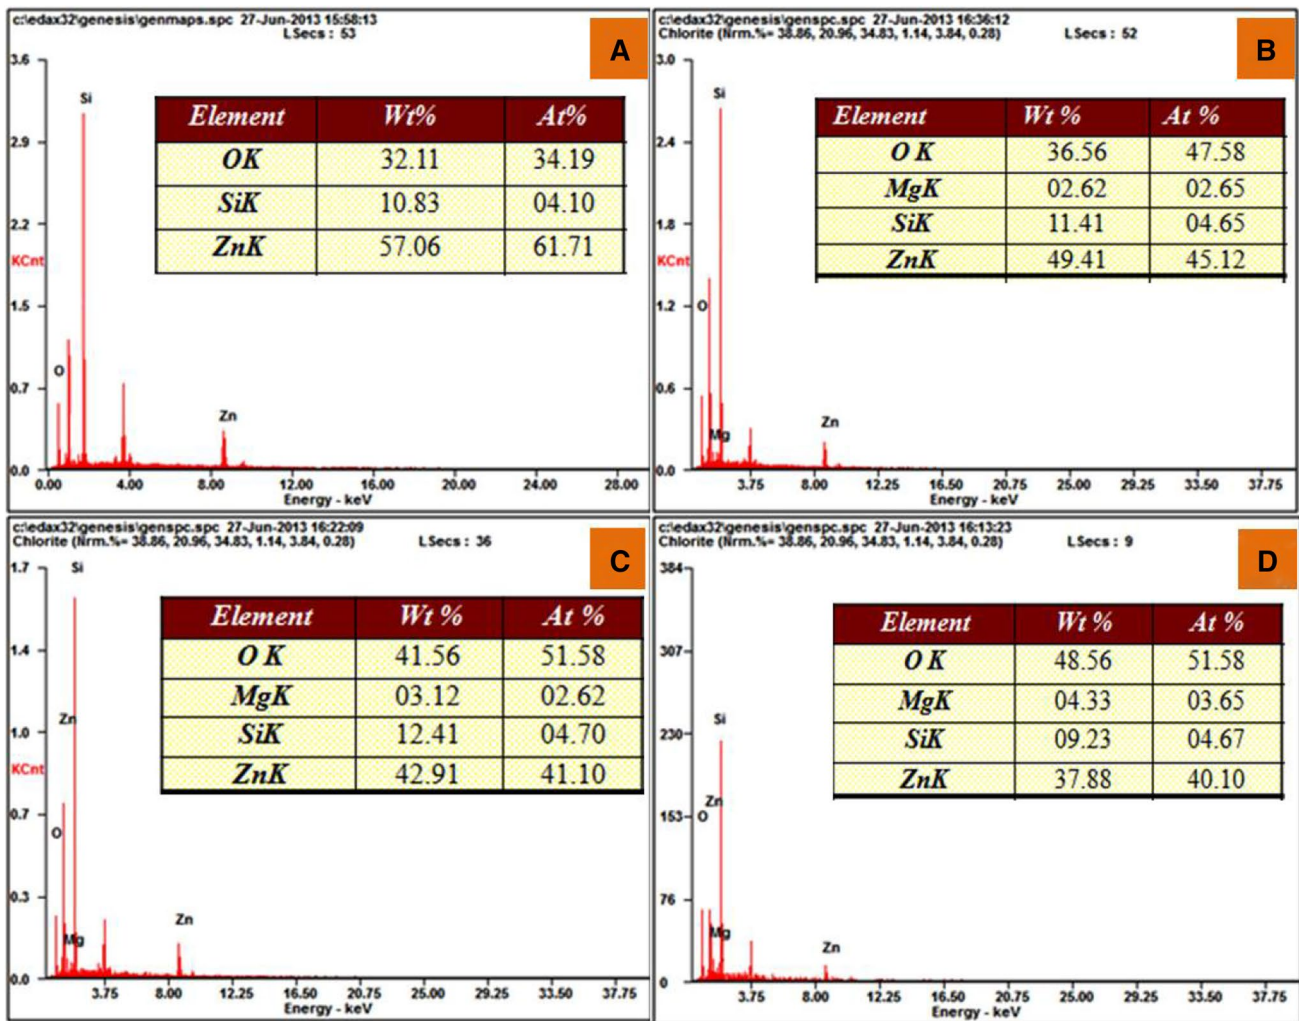 c:\edax32\genesis\genmaps.spc 27-Jun-2013 15:58:13
LSecs : 53
A
3.6
Si
Element Wt% At%
OK 32.11 34.19
SiK 10.83 04.10
ZnK 57.06 61.71
2.9
2.2
KCnt
1.5
0.7
O
Zn
0.0
0.00 4.00 8.00 12.00 16.00 20.00 24.00 28.00
Energy - keV
c:\edax32\genesis\genspc.spc 27-Jun-2013 16:36:12
Chlorite (Nrm.%= 38.86, 20.96, 34.83, 1.14, 3.84, 0.28) LSecs : 52
B
3.0
Si
Element Wt % At %
O K 36.56 47.58
MgK 02.62 02.65
SiK 11.41 04.65
ZnK 49.41 45.12
2.4
1.8
KCnt
1.2
O
0.6
Mg
Zn
0.0
3.75 8.00 12.25 16.50 20.75 25.00 29.25 33.50 37.75
Energy - keV
c:\edax32\genesis\genspc.spc 27-Jun-2013 16:22:09
Chlorite (Nrm.%= 38.86, 20.96, 34.83, 1.14, 3.84, 0.28) LSecs : 36
C
1.7
Si
Element Wt % At %
O K 41.56 51.58
MgK 03.12 02.62
SiK 12.41 04.70
ZnK 42.91 41.10
1.4
Zn
1.0
KCnt
0.7
O
0.3
Mg
Zn
0.0
3.75 8.00 12.25 16.50 20.75 25.00 29.25 33.50 37.75
Energy - keV
c:\edax32\genesis\genspc.spc 27-Jun-2013 16:13:23
Chlorite (Nrm.%= 38.86, 20.96, 34.83, 1.14, 3.84, 0.28) LSecs : 9
D
384
Element Wt % At %
O K 48.56 51.58
MgK 04.33 03.65
SiK 09.23 04.67
ZnK 37.88 40.10
307
Si
230
Zn
153
O
76
Mg
Zn
0
3.75 8.00 12.25 16.50 20.75 25.00 29.25 33.50 37.75
Energy - keV